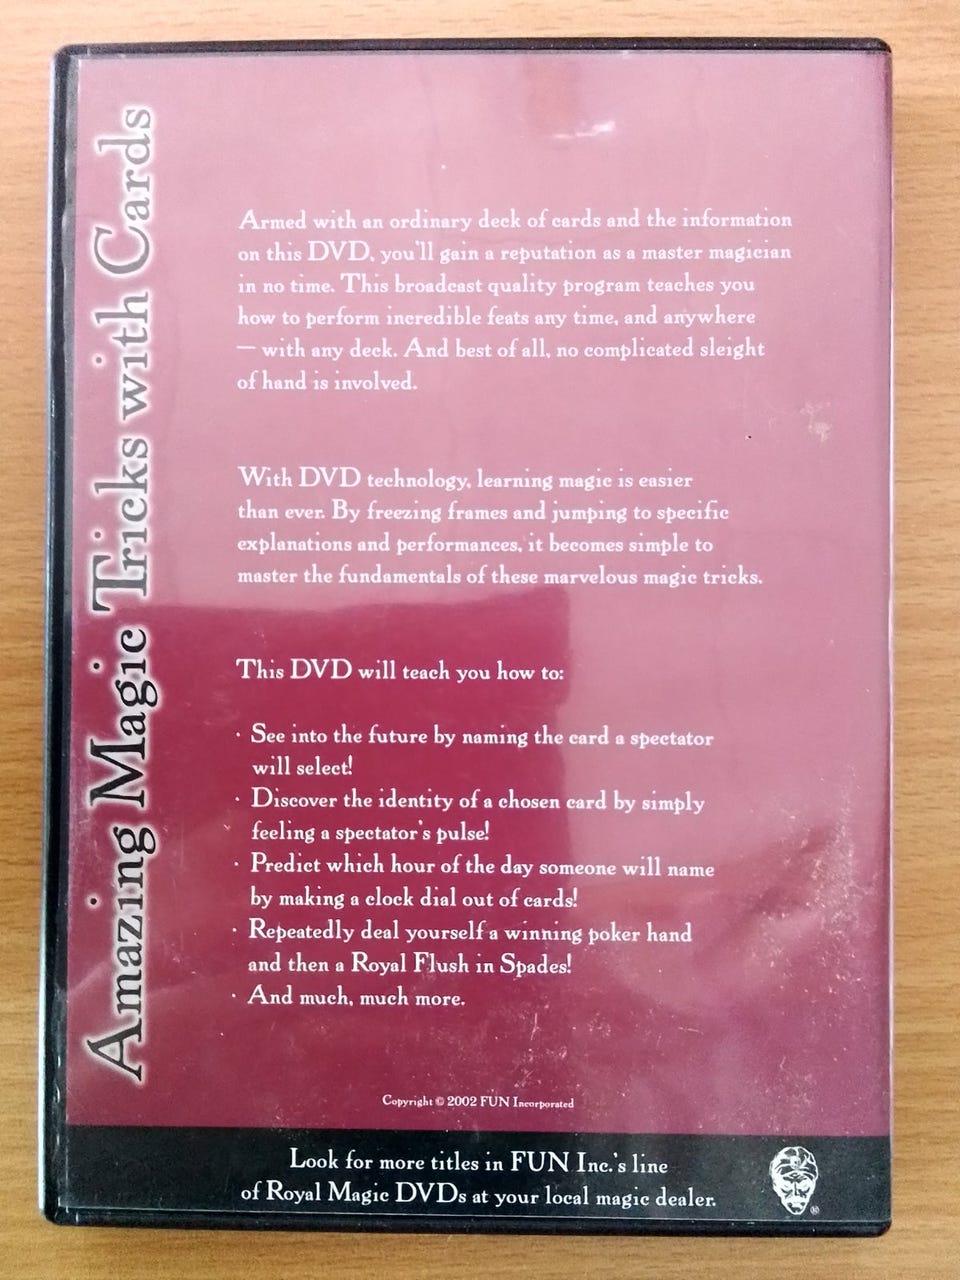 Amazing Magic Tricks with Cards
Armed with an ordinary deck of cards and the information
on this DVD, you'll gain a reputation as a master magician
in no time. This broadcast quality program teaches you
how to perform incredible feats any time, and anywhere
— with any deck. And best of all, no complicated sleight
of hand is involved.
With DVD technology, learning magic is easier
than ever. By freezing frames and jumping to specific
explanations and performances, it becomes simple to
master the fundamentals of these marvelous magic tricks.
This DVD will teach you how to:
· See into the future by naming the card a spectator
will select!
· Discover the identity of a chosen card by simply
feeling a spectator's pulse!
· Predict which hour of the day someone will name
by making a clock dial out of cards!
· Repeatedly deal yourself a winning poker hand
and then a Royal Flush in Spades!
· And much, much more.
Copyright © 2002 FUN Incorporated
Look for more titles in FUN Inc.'s line
of Royal Magic DVDs at your local magic dealer.
®